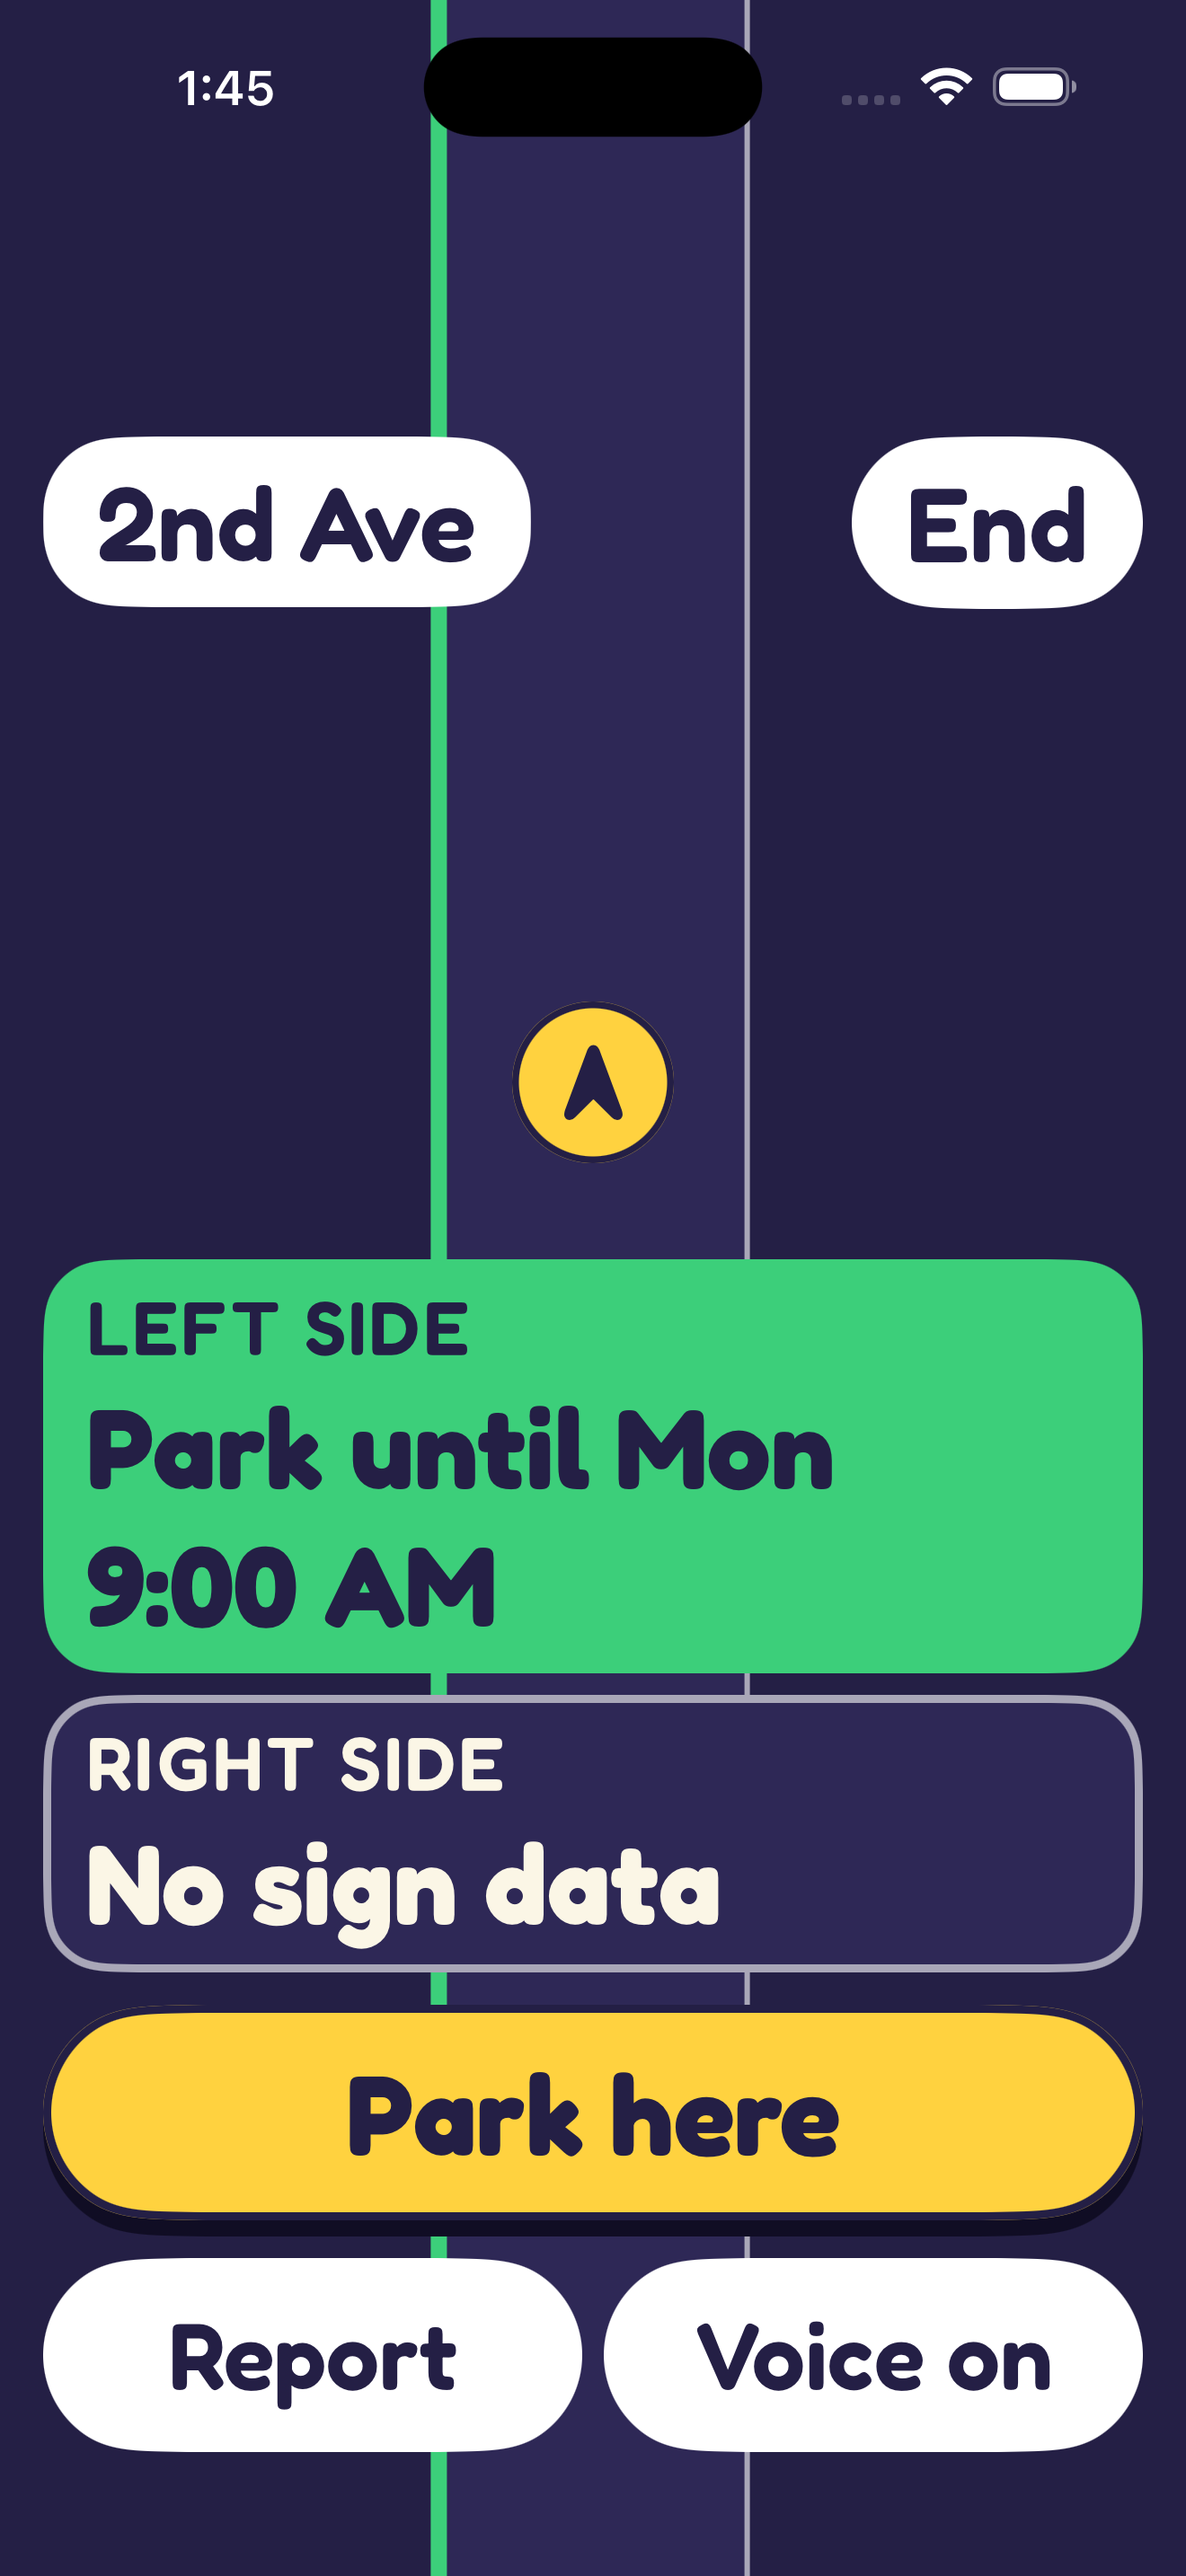 1:45
2nd Ave
End
LEFT SIDE
Park until Mon
9:00 AM
RIGHT SIDE
No sign data
Park here
Report
Voice on